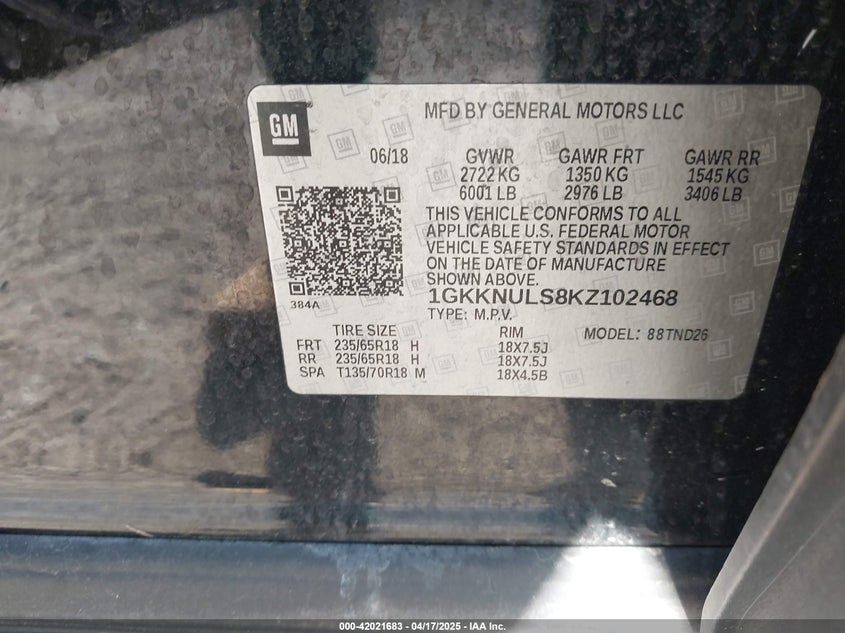 GM
MFD BY GENERAL MOTORS LLC
06/18 GVWR GAWR FRT GAWR RR
2722 KG 1350 KG 1545 KG
6001 LB 2976 LB 3406 LB
THIS VEHICLE CONFORMS TO ALL
APPLICABLE U.S. FEDERAL MOTOR
VEHICLE SAFETY STANDARDS IN EFFECT
ON THE DATE OF MANUFACTURE
SHOWN ABOVE.
384A
1GKKNULS8KZ102468
TYPE: M.P.V.
TIRE SIZE RIM MODEL: 88TND26
FRT 235/65R18 H 18X7.5J
RR 235/65R18 H 18X7.5J
SPA T135/70R18 M 18X4.5B
000-42021683 - 04/17/2025 - IAA Inc.